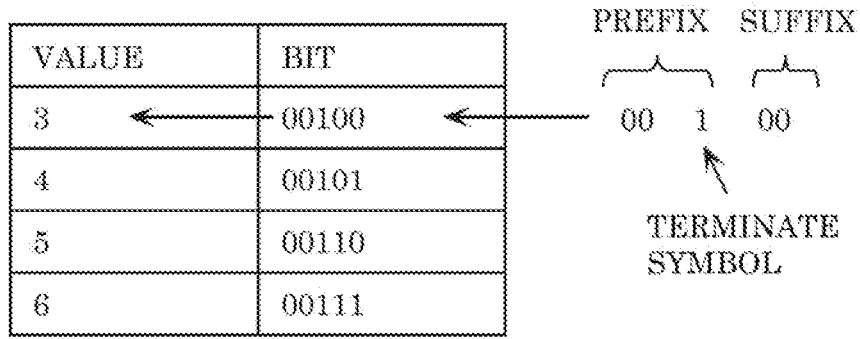 PREFIX SUFFIX
VALUE BIT
3 00100 00 1 00
4 00101
5 00110
6 00111
TERMINATE
SYMBOL